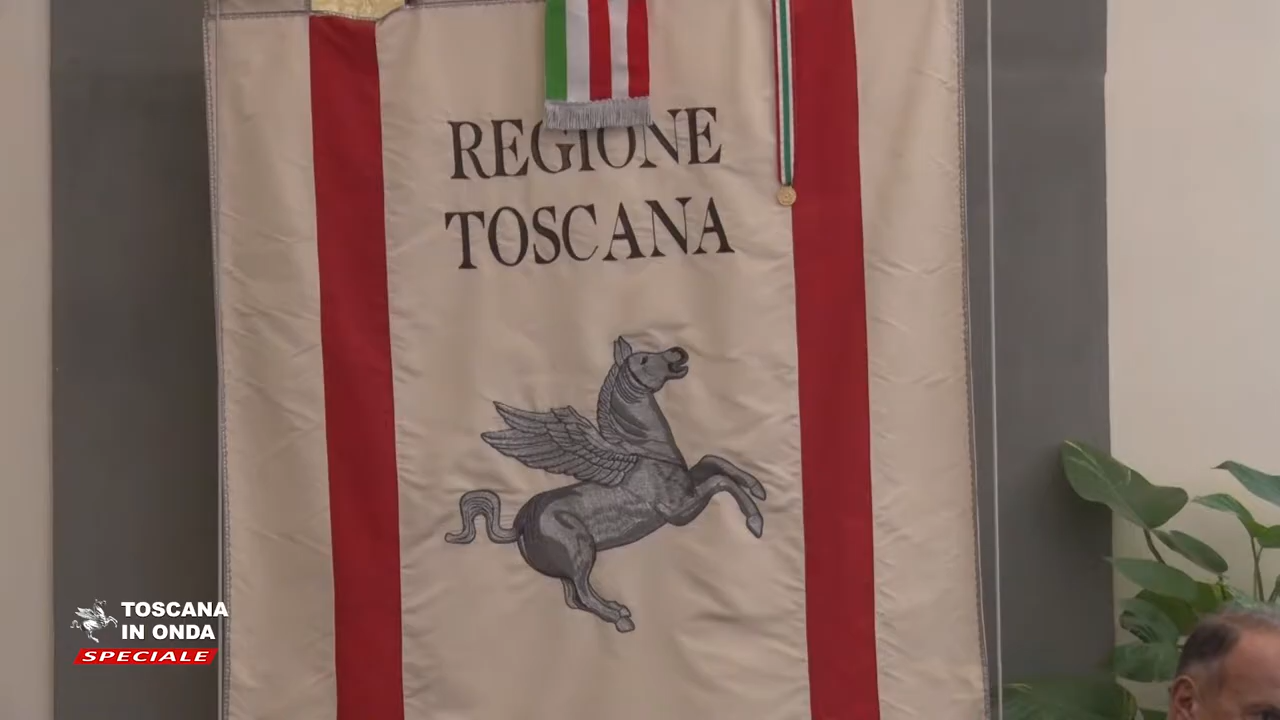 REGIONE
TOSCANA
TOSCANA
IN ONDA
SPECIALE